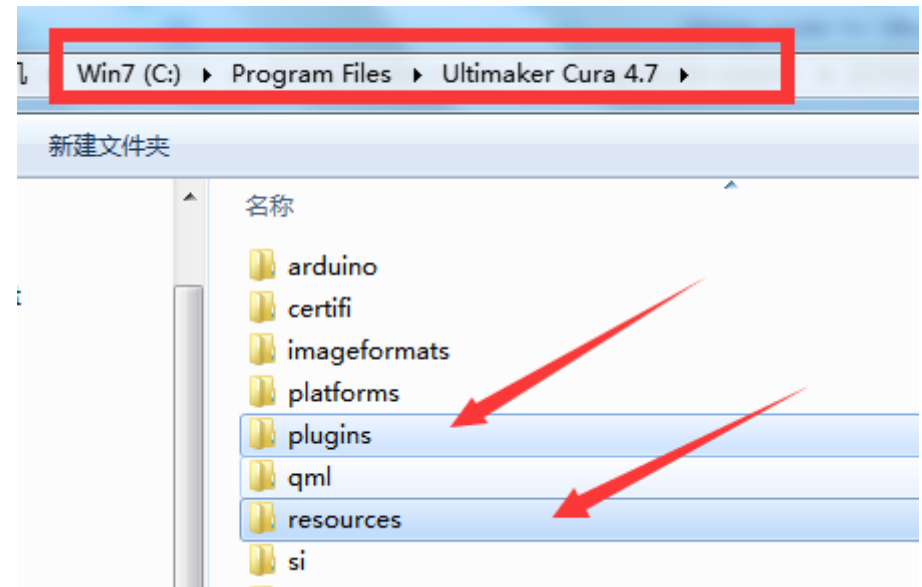 Win7 (C:) ▸ Program Files ▸ Ultimaker Cura 4.7 ▸
新建文件夹
名称
arduino
certifi
imageformats
platforms
plugins
qml
resources
si